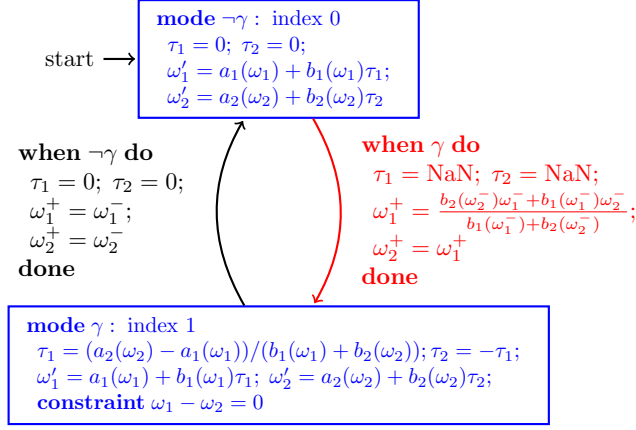 mode ¬γ : index 0
τ₁ = 0; τ₂ = 0;
ω₁′ = a₁(ω₁) + b₁(ω₁)τ₁;
ω₂′ = a₂(ω₂) + b₂(ω₂)τ₂
start
when ¬γ do
τ₁ = 0; τ₂ = 0;
ω₁⁺ = ω₁⁻;
ω₂⁺ = ω₂⁻
done
when γ do
τ₁ = NaN; τ₂ = NaN;
ω₁⁺ = (b₂(ω₂⁻)ω₁⁻+b₁(ω₁⁻)ω₂⁻)/(b₁(ω₁⁻)+b₂(ω₂⁻));
ω₂⁺ = ω₁⁺
done
mode γ : index 1
τ₁ = (a₂(ω₂) − a₁(ω₁))/(b₁(ω₁) + b₂(ω₂)); τ₂ = −τ₁;
ω₁′ = a₁(ω₁) + b₁(ω₁)τ₁; ω₂′ = a₂(ω₂) + b₂(ω₂)τ₂;
constraint ω₁ − ω₂ = 0